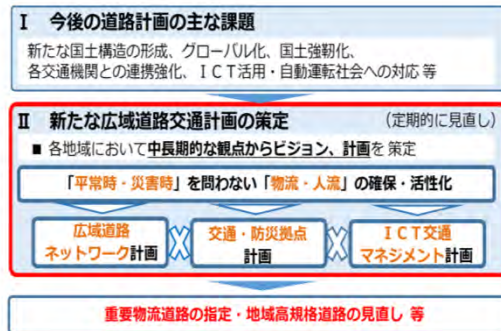 Ⅰ 今後の道路計画の主な課題
新たな国土構造の形成、グローバル化、国土強靱化、
各交通機関との連携強化、ＩＣＴ活用・自動運転社会への対応 等
Ⅱ 新たな広域道路交通計画の策定 (定期的に見直し)
■ 各地域において中長期的な観点からビジョン、計画を 策定
「平常時・災害時」を問わない「物流・人流」の確保・活性化
広域道路
ネットワーク計画
交通・防災拠点
計画
ＩＣＴ交通
マネジメント計画
重要物流道路の指定・地域高規格道路の見直し 等